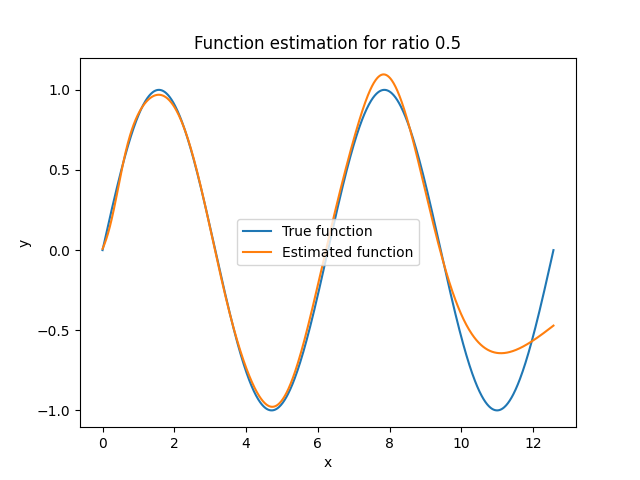 Function estimation for ratio 0.5
1.0
0.5
0.0
−0.5
−1.0
y
True function
Estimated function
0 2 4 6 8 10 12
x